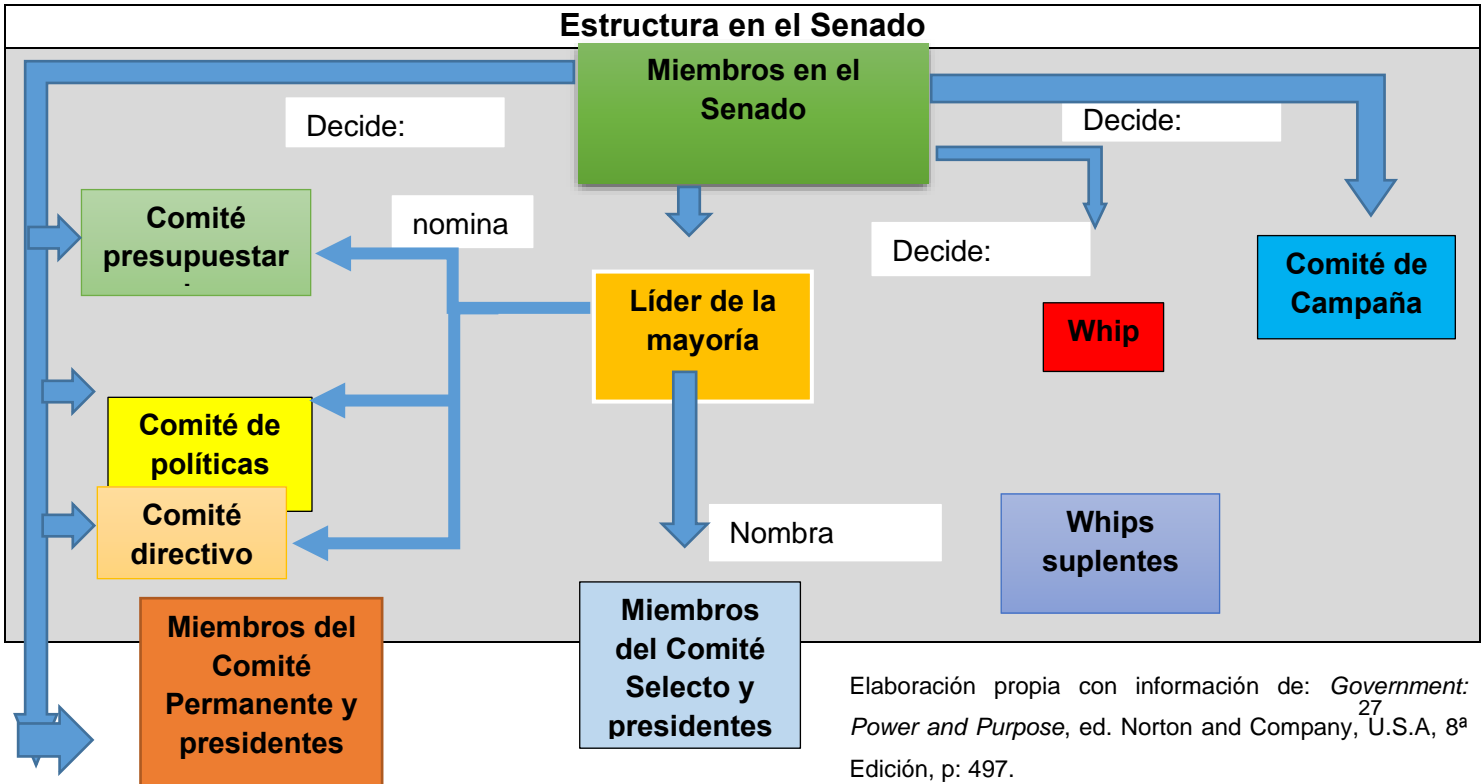 Estructura en el Senado
Miembros en el
Senado
Decide:
Decide:
Comité
presupuestar
nomina
Decide:
Líder de la
mayoría
Whip
Comité de
Campaña
Comité de
políticas
Comité
directivo
Nombra
Whips
suplentes
Miembros del
Comité
Permanente y
presidentes
Miembros
del Comité
Selecto y
presidentes
Elaboración propia con información de: Government:
27
Power and Purpose, ed. Norton and Company, U.S.A, 8ª
Edición, p: 497.